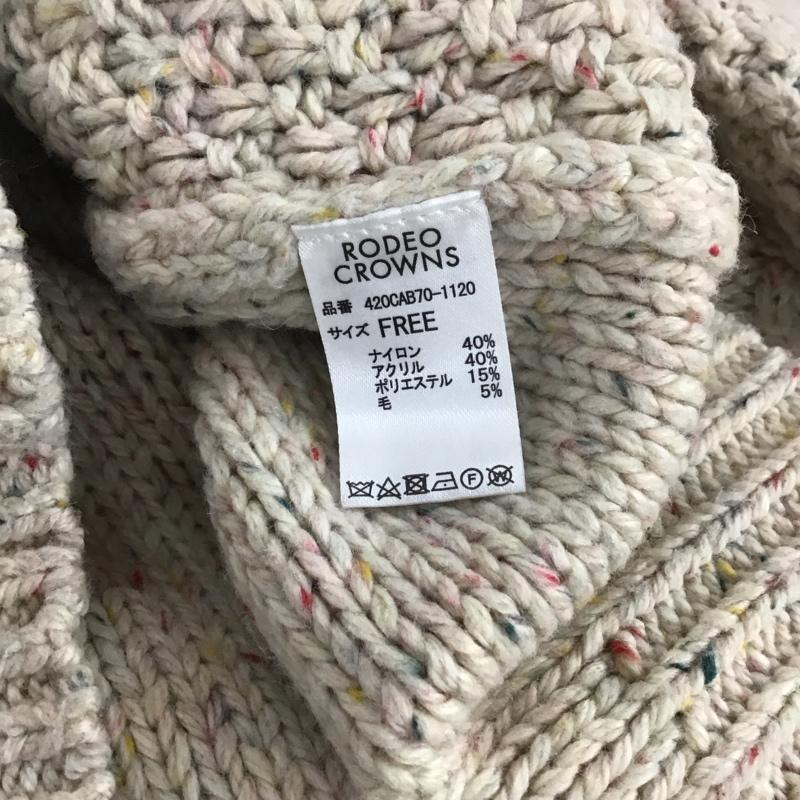 RODEO
CROWNS
品番 420CAB70-1120
サイズ FREE
ナイロン 40%
アクリル 40%
ポリエステル 15%
毛 5%
F W